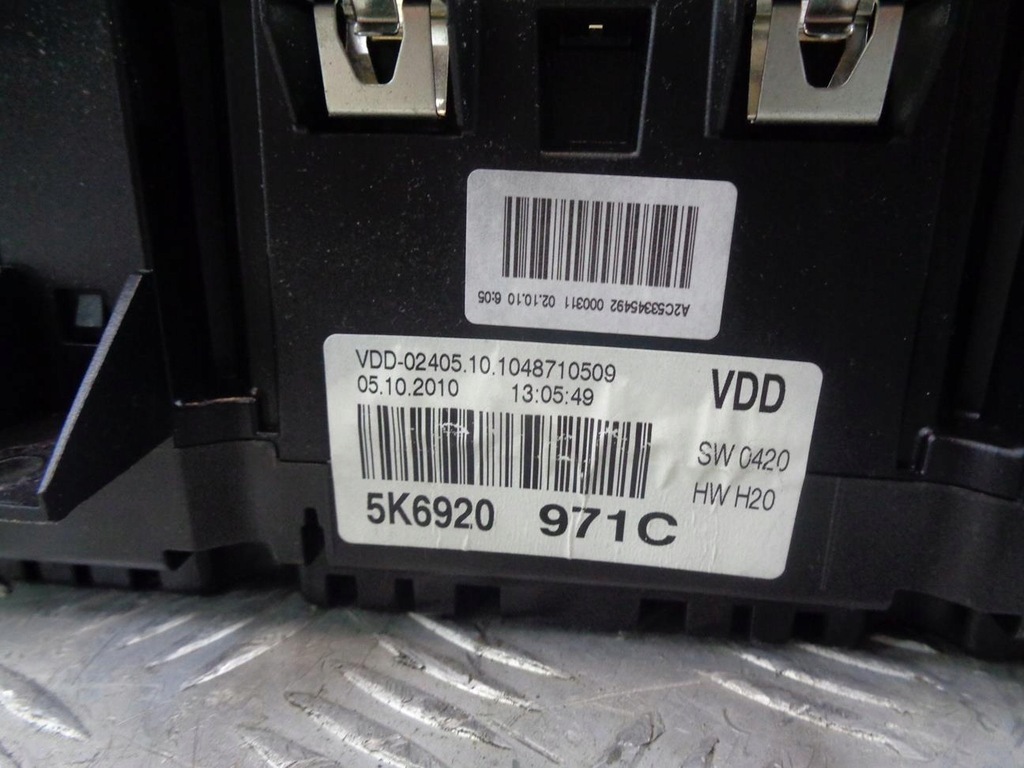 A2C53345492 000311 02.10.10 6:05
VDD-02405.10.1048710509
05.10.2010 13:05:49
VDD
SW 0420
HW H20
5K6920 971C